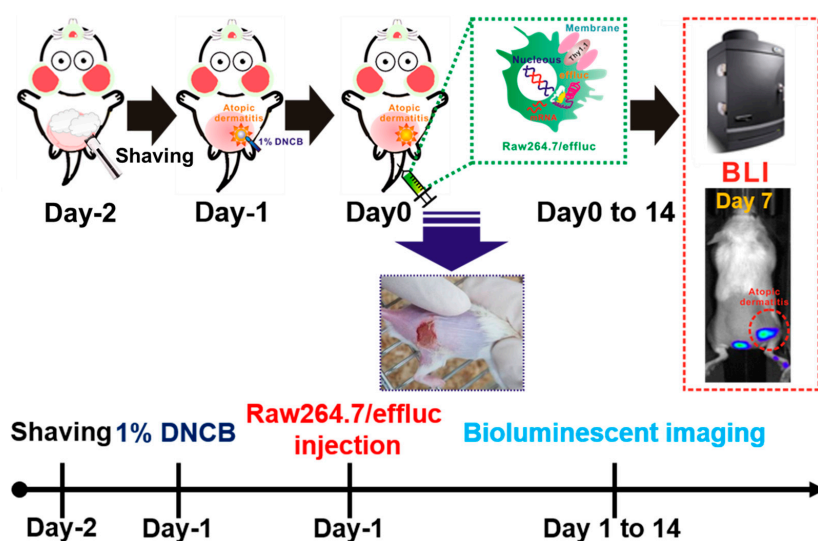 Atopic
dermatitis
1% DNCB
Shaving
Atopic
dermatitis
Membrane
Thy1.1
Nucleous
effluc
mRNA
Raw264.7/effluc
Day-2
Day-1
Day0
Day0 to 14
BLI
Day 7
Atopic
dermatitis
Shaving
1% DNCB
Raw264.7/effluc
injection
Bioluminescent imaging
Day-2
Day-1
Day-1
Day 1 to 14